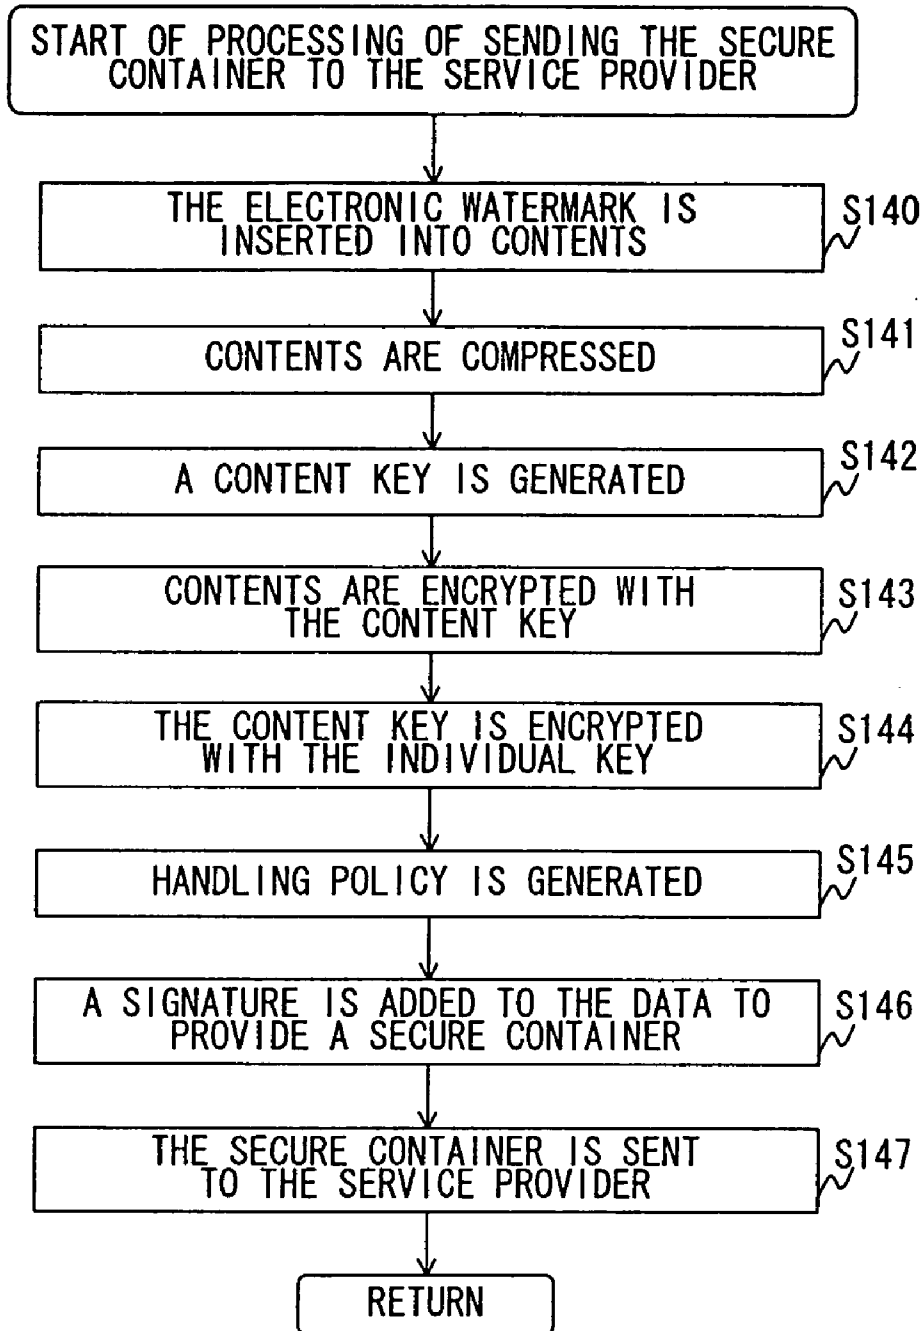 START OF PROCESSING OF SENDING THE SECURE
CONTAINER TO THE SERVICE PROVIDER
THE ELECTRONIC WATERMARK IS
INSERTED INTO CONTENTS
S140
CONTENTS ARE COMPRESSED
S141
A CONTENT KEY IS GENERATED
S142
CONTENTS ARE ENCRYPTED WITH
THE CONTENT KEY
S143
THE CONTENT KEY IS ENCRYPTED
WITH THE INDIVIDUAL KEY
S144
HANDLING POLICY IS GENERATED
S145
A SIGNATURE IS ADDED TO THE DATA TO
PROVIDE A SECURE CONTAINER
S146
THE SECURE CONTAINER IS SENT
TO THE SERVICE PROVIDER
S147
RETURN